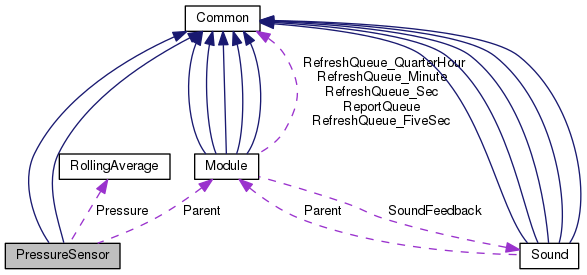 Common
RefreshQueue_QuarterHour
RefreshQueue_Minute
RefreshQueue_Sec
ReportQueue
RefreshQueue_FiveSec
RollingAverage
Module
Pressure
Parent
Parent
SoundFeedback
PressureSensor
Sound